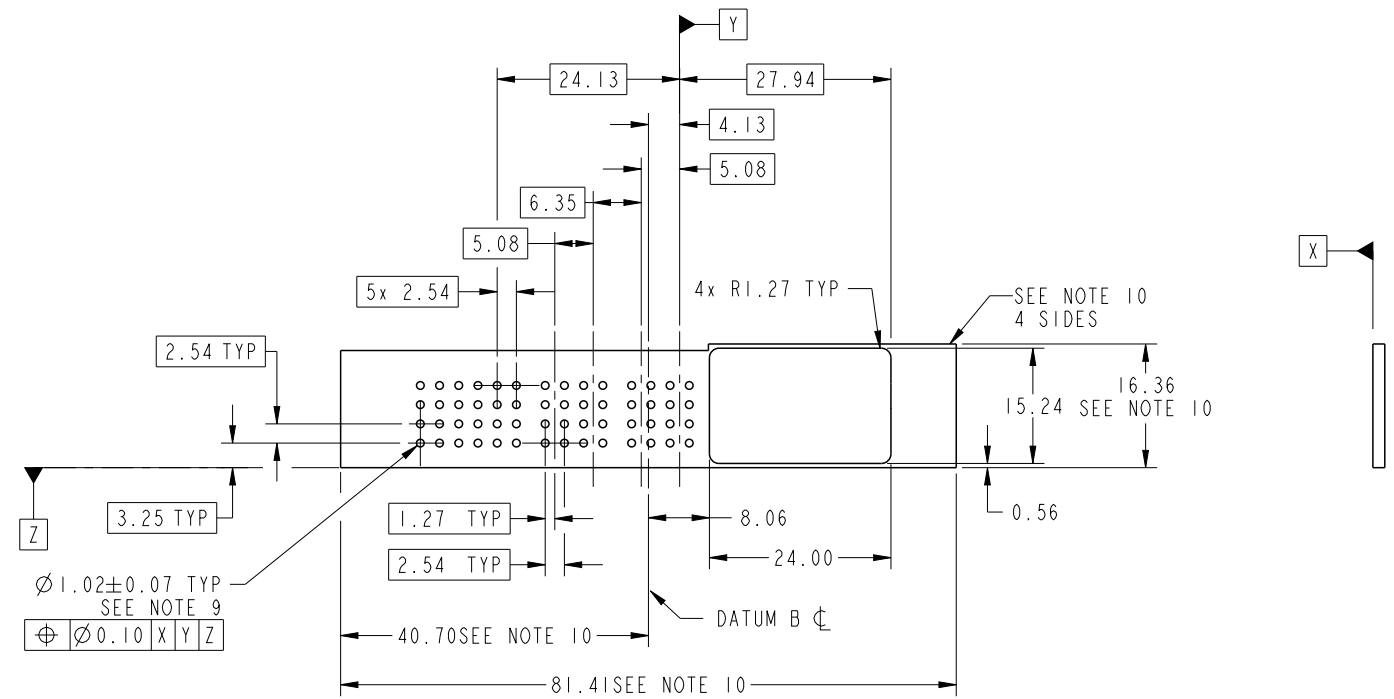 Y
24.13
27.94
4.13
5.08
6.35
5.08
X
5x 2.54
4x R1.27 TYP
SEE NOTE 10
4 SIDES
2.54 TYP
16.36
SEE NOTE 10
15.24
3.25 TYP
Z
1.27 TYP
8.06
0.56
2.54 TYP
24.00
Ø1.02±0.07 TYP
SEE NOTE 9
⌖ Ø0.10 X Y Z
DATUM B ℄
40.70SEE NOTE 10
81.41SEE NOTE 10